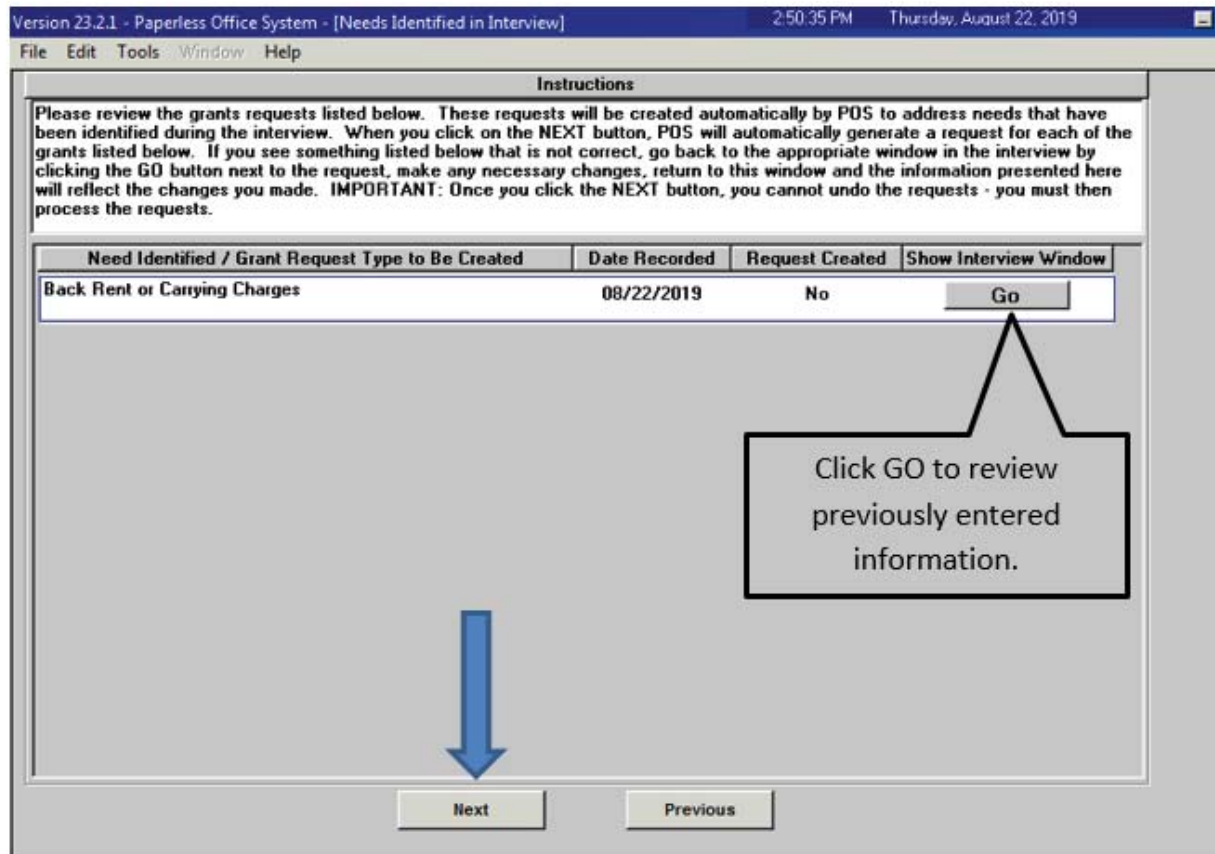 Version 23.2.1 - Paperless Office System - [Needs Identified in Interview] 2:50:35 PM Thursday, August 22, 2019
File Edit Tools Window Help
Instructions
Please review the grants requests listed below. These requests will be created automatically by POS to address needs that have
been identified during the interview. When you click on the NEXT button, POS will automatically generate a request for each of the
grants listed below. If you see something listed below that is not correct, go back to the appropriate window in the interview by
clicking the GO button next to the request, make any necessary changes, return to this window and the information presented here
will reflect the changes you made. IMPORTANT: Once you click the NEXT button, you cannot undo the requests - you must then
process the requests.
Need Identified / Grant Request Type to Be Created Date Recorded Request Created Show Interview Window
Back Rent or Carrying Charges 08/22/2019 No Go
Click GO to review
previously entered
information.
Next Previous